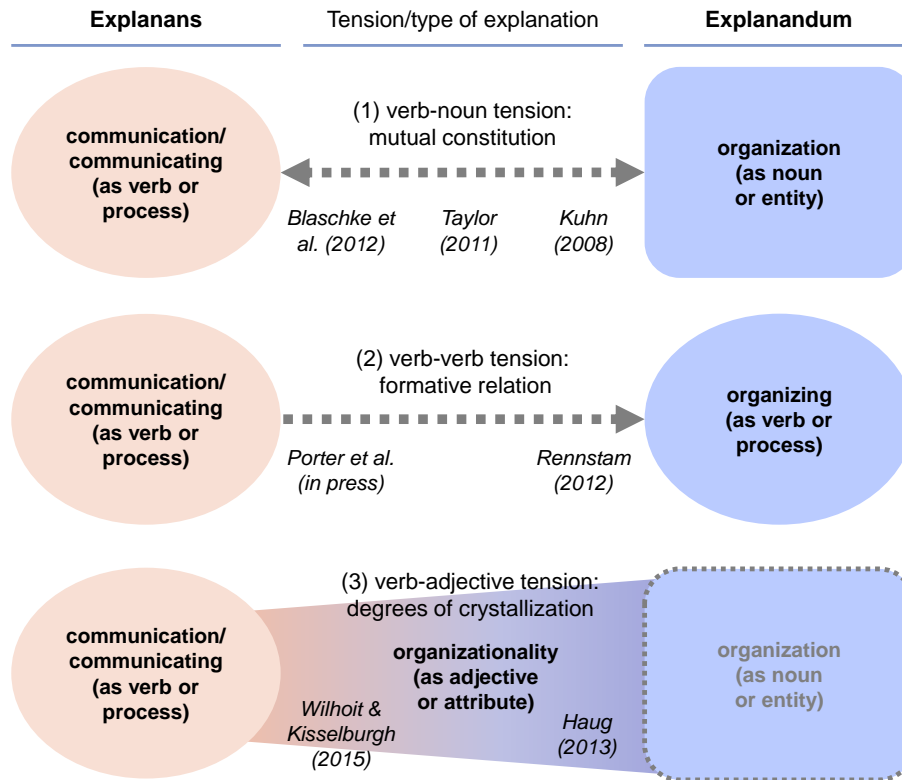 Explanans
Tension/type of explanation
Explanandum
communication/
communicating
(as verb or
process)
(1) verb-noun tension:
mutual constitution
Blaschke et
al. (2012)
Taylor
(2011)
Kuhn
(2008)
organization
(as noun
or entity)
communication/
communicating
(as verb or
process)
(2) verb-verb tension:
formative relation
Porter et al.
(in press)
Rennstam
(2012)
organizing
(as verb or
process)
communication/
communicating
(as verb or
process)
(3) verb-adjective tension:
degrees of crystallization
organizationality
(as adjective
or attribute)
Wilhoit &
Kisselburgh
(2015)
Haug
(2013)
organization
(as noun
or entity)